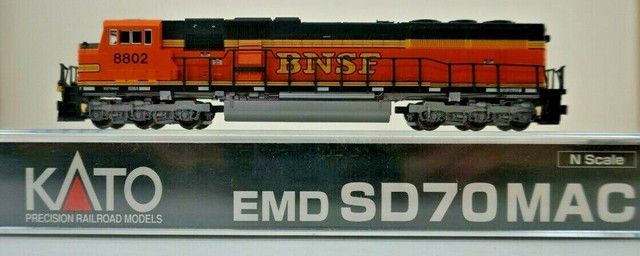 8802
BNSF
N Scale
KATO
PRECISION RAILROAD MODELS
EMD SD70MAC